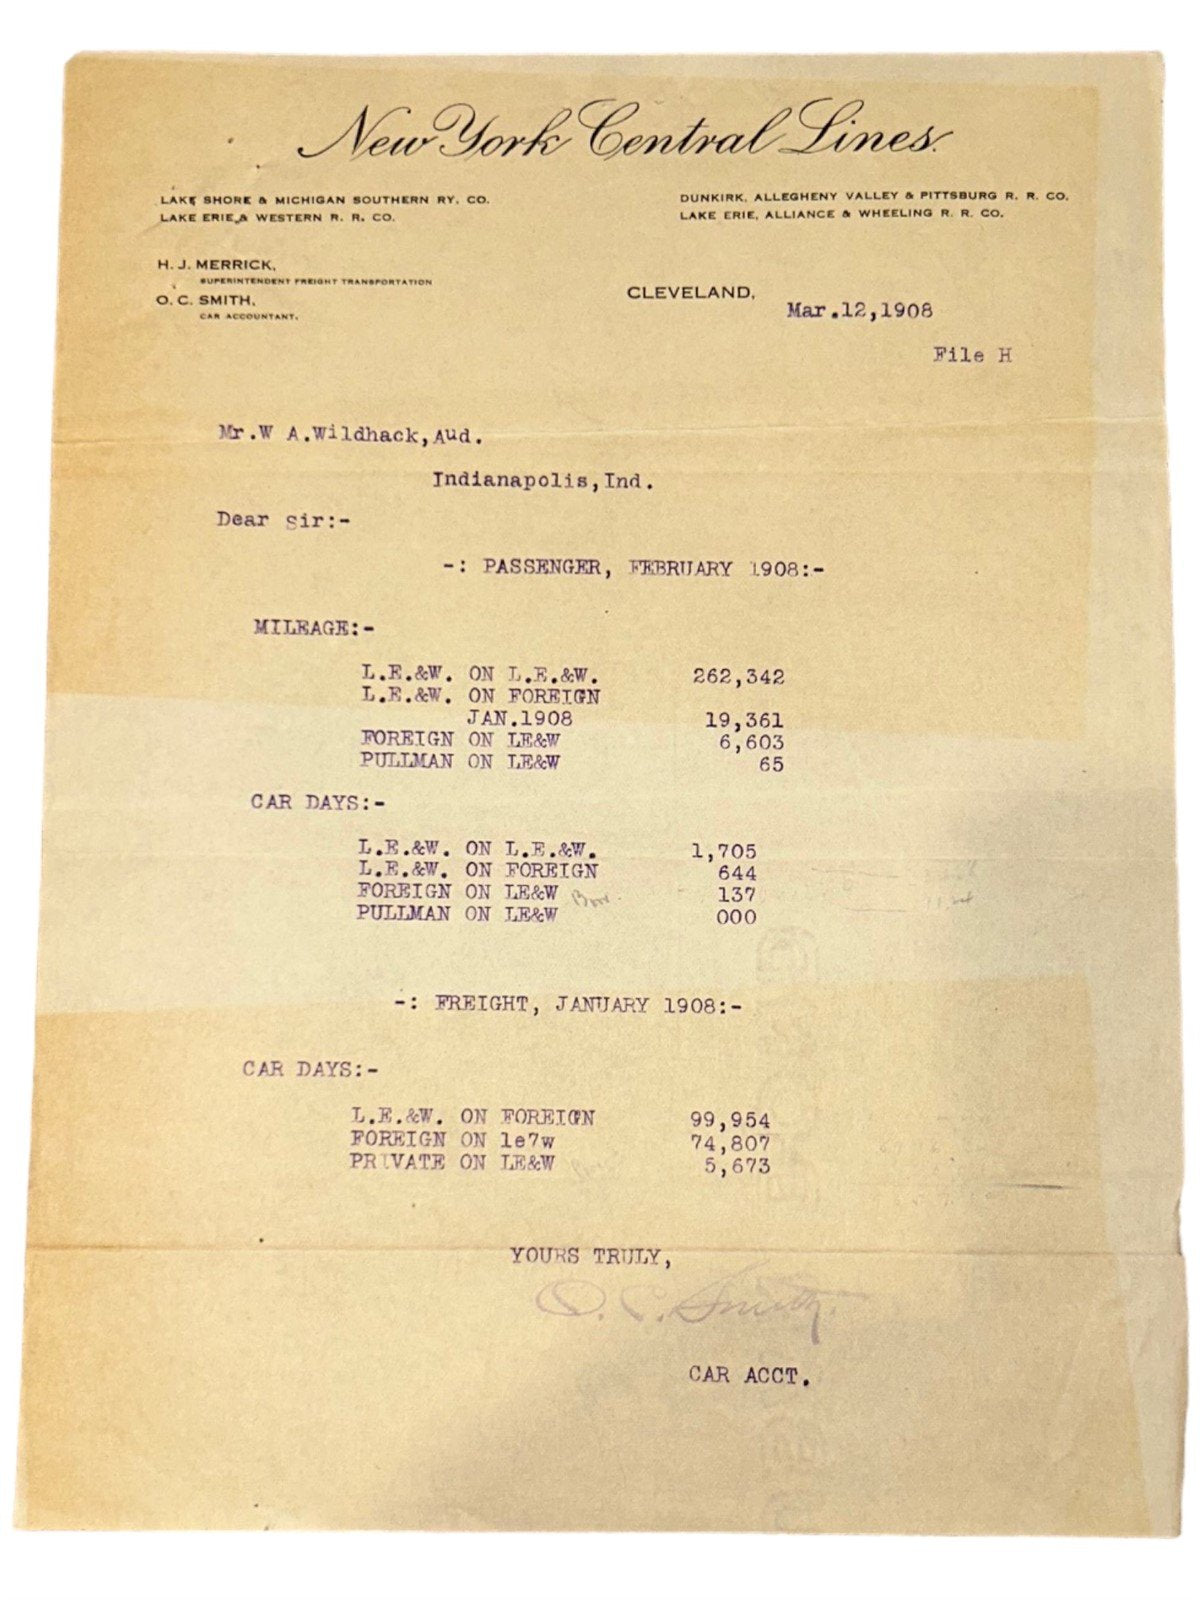 New York Central Lines.
LAKE SHORE & MICHIGAN SOUTHERN RY. CO.
LAKE ERIE & WESTERN R. R. CO.
DUNKIRK, ALLEGHENY VALLEY & PITTSBURG R. R. CO.
LAKE ERIE, ALLIANCE & WHEELING R. R. CO.
H. J. MERRICK,
SUPERINTENDENT FREIGHT TRANSPORTATION
O. C. SMITH,
CAR ACCOUNTANT.
CLEVELAND, Mar.12,1908
File H
Mr.W A.Wildhack,Aud.
Indianapolis,Ind.
Dear Sir:-
-: PASSENGER, FEBRUARY 1908:-
MILEAGE:-
L.E.&W. ON L.E.&W. 262,342
L.E.&W. ON FOREIGN
JAN.1908 19,361
FOREIGN ON LE&W 6,603
PULLMAN ON LE&W 65
CAR DAYS:-
L.E.&W. ON L.E.&W. 1,705
L.E.&W. ON FOREIGN 644
FOREIGN ON LE&W 137
PULLMAN ON LE&W 000
-: FREIGHT, JANUARY 1908:-
CAR DAYS:-
L.E.&W. ON FOREIGN 99,954
FOREIGN ON le7w 74,807
PRIVATE ON LE&W 5,673
YOURS TRULY,
O. C. Smith
CAR ACCT.